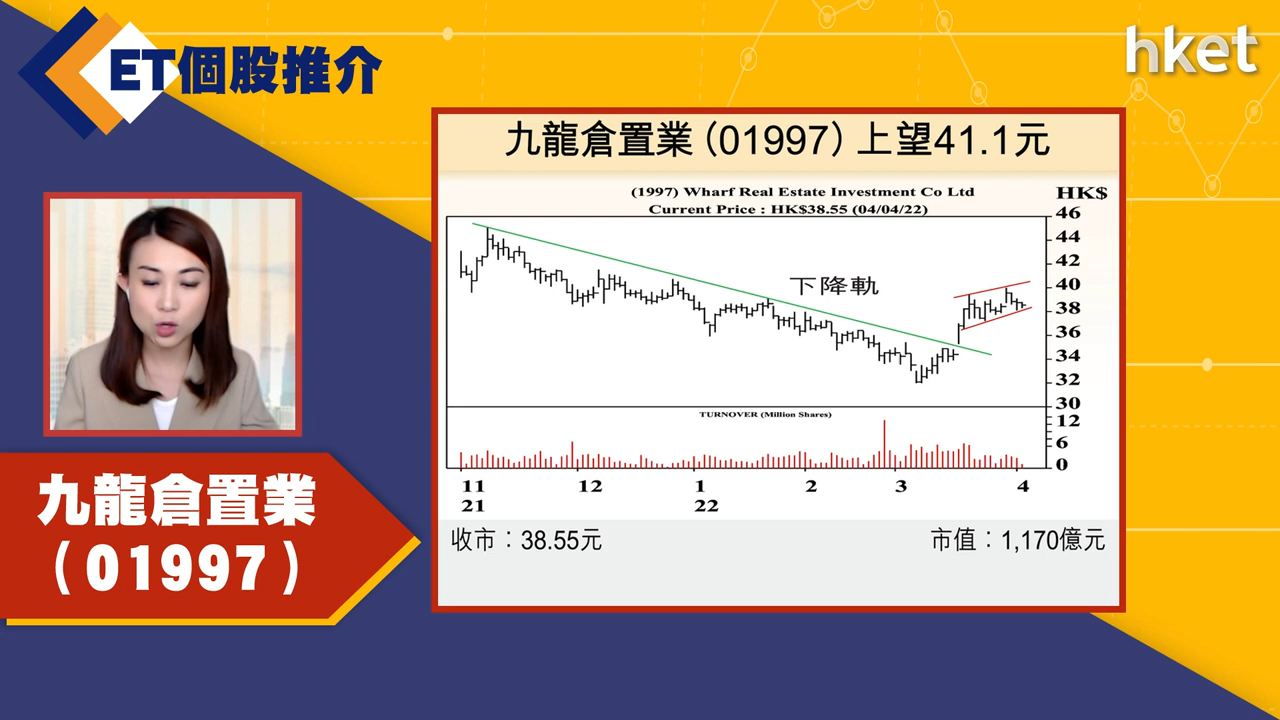 ET個股推介
hket
九龍倉置業（01997）上望41.1元
(1997) Wharf Real Estate Investment Co Ltd
Current Price : HK$38.55 (04/04/22)
HK$
46
44
42
40
38
36
34
32
30
下降軌
TURNOVER (Million Shares)
12
6
0
11 12 1 2 3 4
21 22
收市：38.55元 市值：1,170億元
九龍倉置業
（01997）